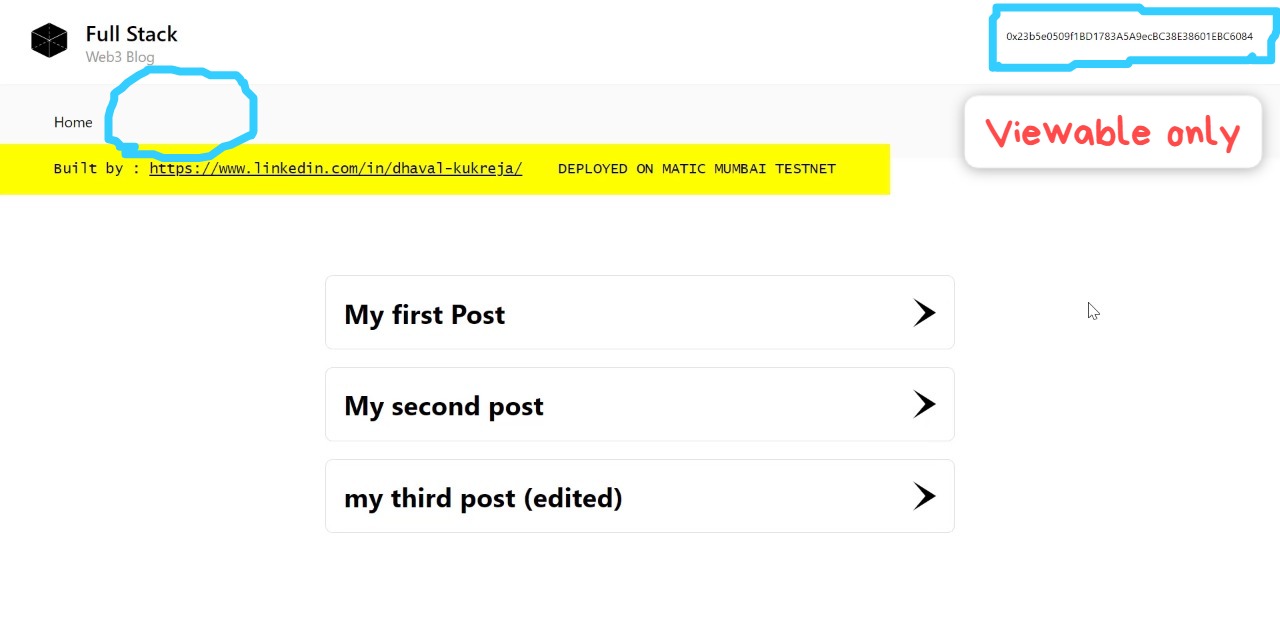 Full Stack
Web3 Blog
0x23b5e0509f1BD1783A5A9ecBC38E38601EBC6084
Home
Viewable only
Built by : https://www.linkedin.com/in/dhaval-kukreja/ DEPLOYED ON MATIC MUMBAI TESTNET
My first Post
My second post
my third post (edited)